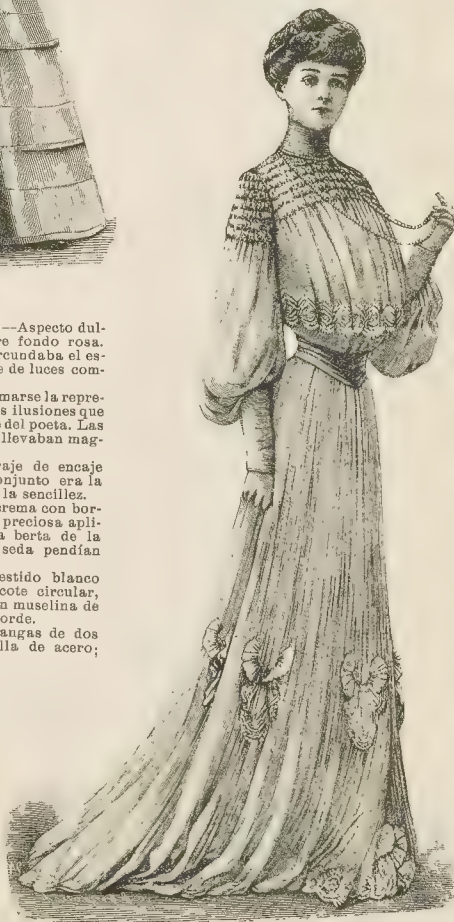 --Aspecto dul-
re fondo rosa.
rcundaba el es-
e de luces com-
marse la repre-
s ilusiones que
del poeta. Las
llevaban mag-
aje de encaje
onjunto era la
la sencillez.
crema con bor-
preciosa apli-
a berta de la
seda pendían
estido blanco
cote circular,
n muselina de
orde.
angas de dos
lla de acero;